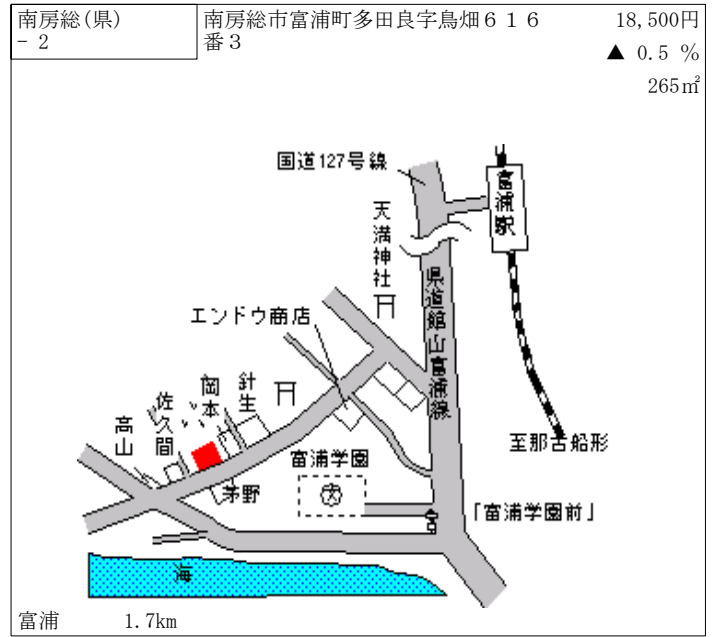 南房総(県)
- 2
南房総市富浦町多田良字鳥畑６１６
番３
18,500円
▲ 0.5 %
265㎡
国道127号線
富浦駅
天満神社
県道館山富浦線
エンドウ商店
針生
岡本
佐久間
高山
茅野
富浦学園
至那古船形
「富浦学園前」
海
富浦 1.7km